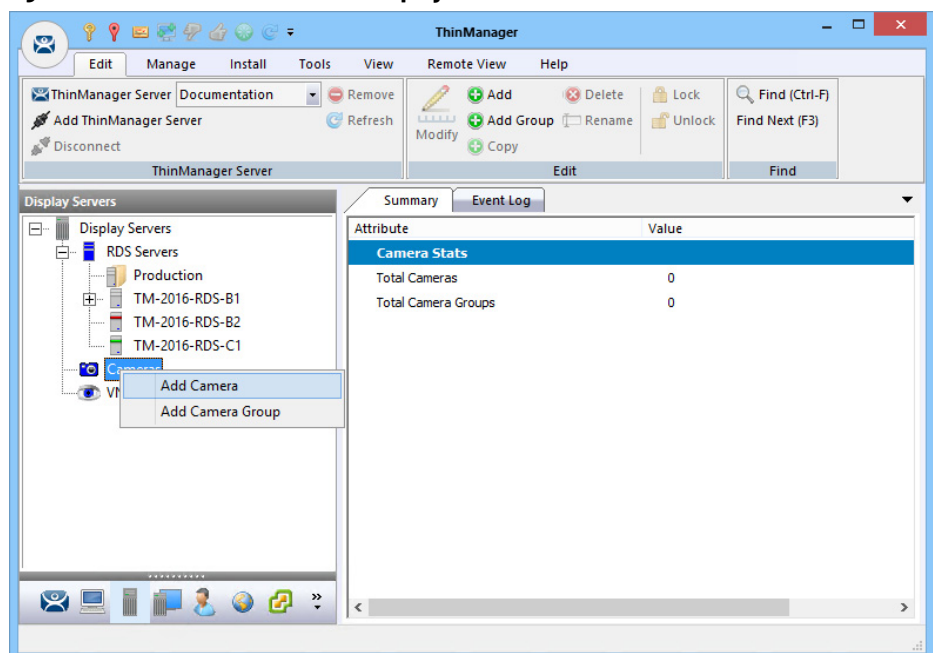 ThinManager
Edit Manage Install Tools View Remote View Help
ThinManager Server Documentation Remove
Add ThinManager Server Refresh
Disconnect
ThinManager Server
Modify
Add Delete
Add Group Rename
Copy
Lock
Unlock
Edit
Find (Ctrl-F)
Find Next (F3)
Find
Display Servers
Display Servers
RDS Servers
Production
TM-2016-RDS-B1
TM-2016-RDS-B2
TM-2016-RDS-C1
Cameras
Add Camera
Add Camera Group
Summary Event Log
Attribute Value
Camera Stats
Total Cameras 0
Total Camera Groups 0